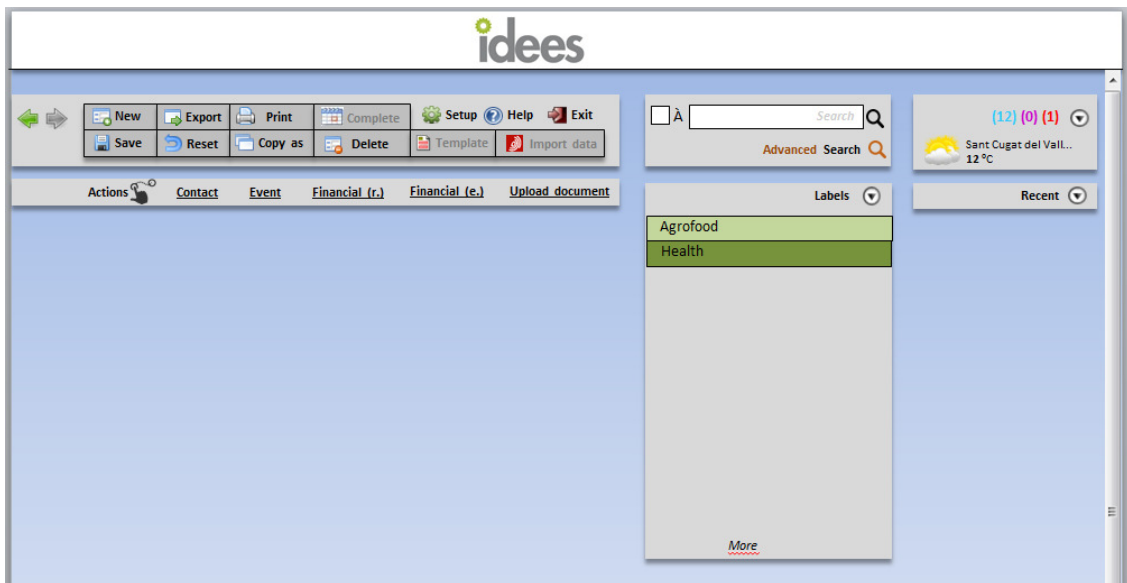 idees
New Export Print Complete Setup Help Exit
Save Reset Copy as Delete Template Import data
Actions Contact Event Financial (r.) Financial (e.) Upload document
À Search
Advanced Search
(12) (0) (1)
Sant Cugat del Vall...
12 ºC
Labels
Agrofood
Health
More
Recent